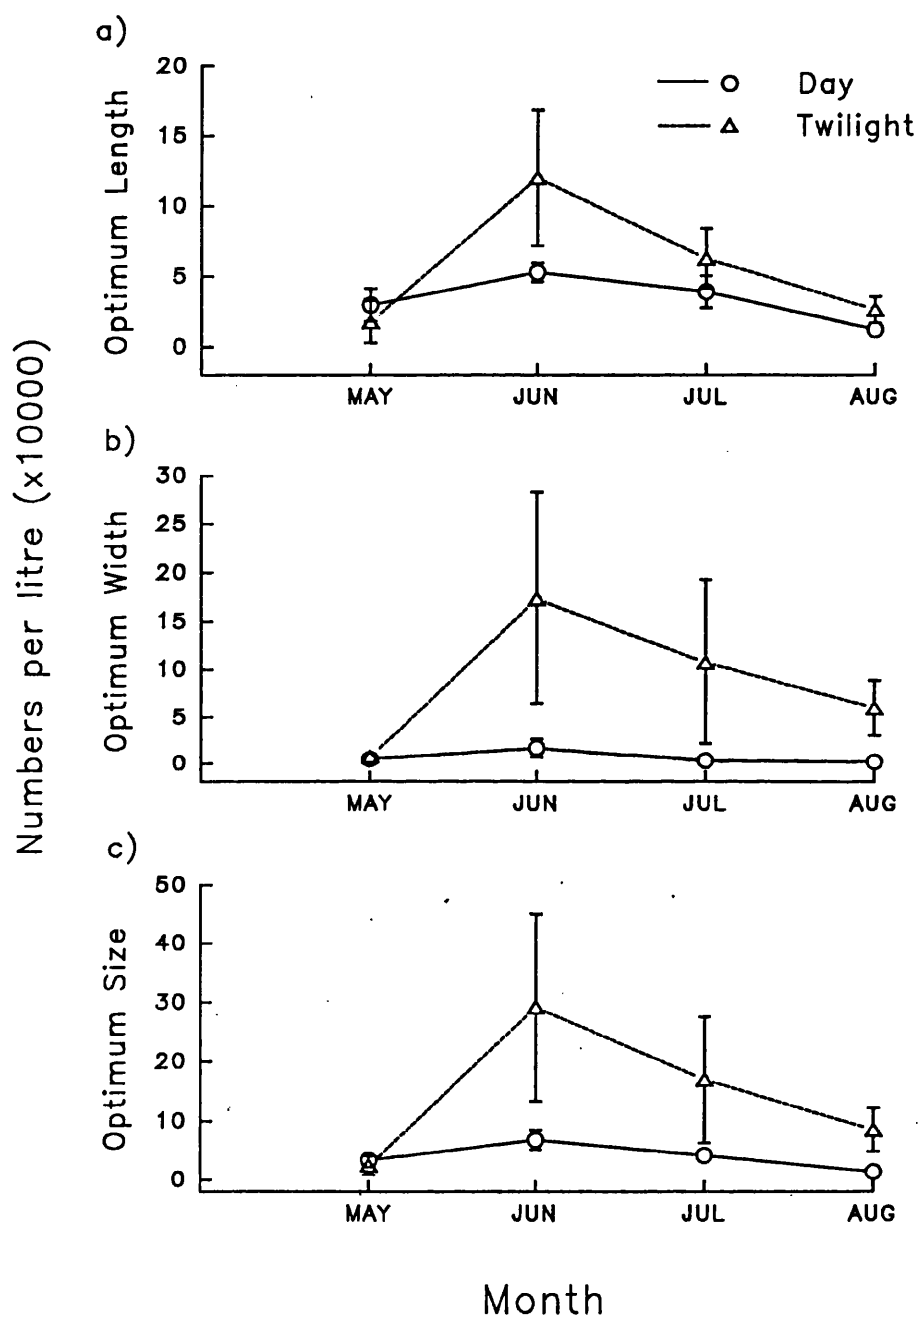 a)
20
15
10
5
0
Optimum Length
Day
Twilight
MAY JUN JUL AUG
b)
30
25
20
15
10
5
0
Optimum Width
MAY JUN JUL AUG
Numbers per litre (x10000)
c)
50
40
30
20
10
0
Optimum Size
MAY JUN JUL AUG
Month